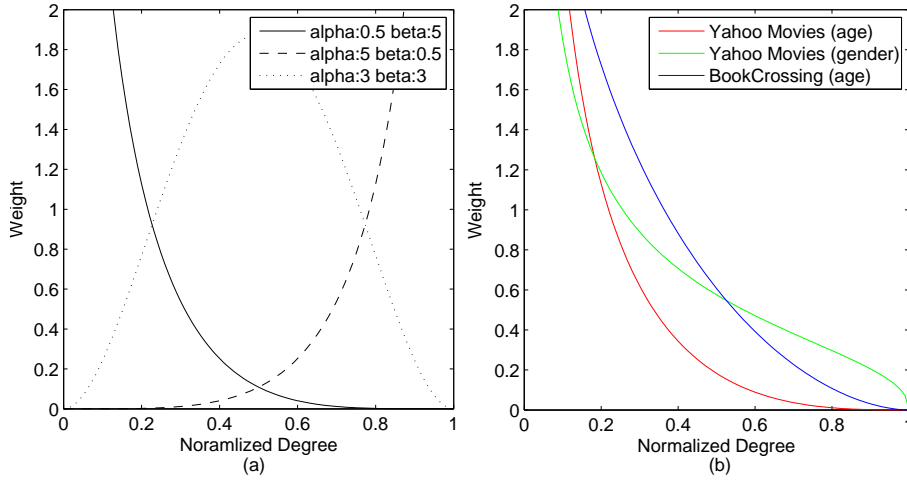 2
1.8
1.6
1.4
1.2
1
0.8
0.6
0.4
0.2
0
Weight
alpha:0.5 beta:5
alpha:5 beta:0.5
alpha:3 beta:3
0 0.2 0.4 0.6 0.8 1
Noramlized Degree
(a)
2
1.8
1.6
1.4
1.2
1
0.8
0.6
0.4
0.2
0
Weight
Yahoo Movies (age)
Yahoo Movies (gender)
BookCrossing (age)
0 0.2 0.4 0.6 0.8 1
Normalized Degree
(b)